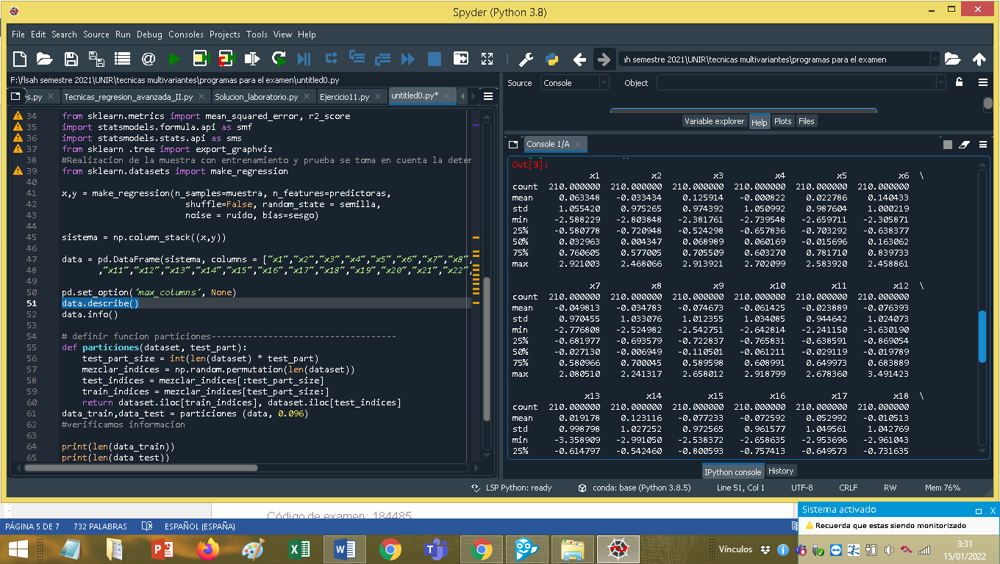 Spyder (Python 3.8)
File Edit Search Source Run Debug Consoles Projects Tools View Help
ah semestre 2021\UNIR\tecnicas multivariantes\programas para el examen
F:\flsah semestre 2021\UNIR\tecnicas multivariantes\programas para el examen\untitled0.py
s.py Tecnicas_regresion_avanzada_II.py Solucion_laboratorio.py Ejercicio11.py untitled0.py*
34 from sklearn.metrics import mean_squared_error, r2_score
35 import statsmodels.formula.api as smf
36 import statsmodels.stats.api as sms
37 from sklearn .tree import export_graphviz
38 #Realizacion de la muestra con entrenamiento y prueba se toma en cuenta la deter
39 from sklearn.datasets import make_regression
40
41 x,y = make_regression(n_samples=muestra, n_features=predictoras,
42 shuffle=False, random_state = semilla,
43 noise = ruido, bias=sesgo)
44
45 sistema = np.column_stack((x,y))
46
47 data = pd.DataFrame(sistema, columns = ["x1","x2","x3","x4","x5","x6","x7","x8",
48 ,"x11","x12","x13","x14","x15","x16","x17","x18","x19","x20","x21","x22",
49
50 pd.set_option('max_columns', None)
51 data.describe()
52 data.info()
53
54 # definir funcion particiones------------------------------------
55 def particiones(dataset, test_part):
56 test_part_size = int(len(dataset) * test_part)
57 mezclar_indices = np.random.permutation(len(dataset))
58 test_indices = mezclar_indices[:test_part_size]
59 train_indices = mezclar_indices[test_part_size:]
60 return dataset.iloc[train_indices], dataset.iloc[test_indices]
61 data_train,data_test = particiones (data, 0.096)
62 #verificamos informacion
63
64 print(len(data_train))
65 print(len(data_test))
Source Console Object
Variable explorer Help Plots Files
Console 1/A
Out[3]:
x1 x2 x3 x4 x5 x6 \
count 210.000000 210.000000 210.000000 210.000000 210.000000 210.000000
mean 0.063348 -0.033434 0.125914 -0.000822 0.022786 0.140433
std 1.055420 0.975265 0.974392 1.050992 0.987604 1.000219
min -2.588229 -2.803848 -2.381761 -2.739548 -2.659711 -2.305871
25% -0.580778 -0.720948 -0.524298 -0.657836 -0.703292 -0.638377
50% 0.032963 0.004347 0.068989 0.060169 -0.015696 0.163062
75% 0.760605 0.577005 0.705509 0.603270 0.781710 0.839733
max 2.921003 2.468066 2.913921 2.702099 2.583920 2.458861
x7 x8 x9 x10 x11 x12 \
count 210.000000 210.000000 210.000000 210.000000 210.000000 210.000000
mean -0.049813 -0.034783 -0.074673 -0.061425 -0.023889 -0.076393
std 0.970455 1.033076 1.012355 1.034085 0.944642 1.024073
min -2.776808 -2.524982 -2.542751 -2.642814 -2.241150 -3.630190
25% -0.681977 -0.693579 -0.722837 -0.765831 -0.638591 -0.869054
50% -0.027130 -0.006949 -0.110501 -0.061211 -0.029119 -0.019789
75% 0.580966 0.700045 0.589598 0.608991 0.649973 0.683889
max 2.080510 2.241317 2.658012 2.918799 2.678360 3.491423
x13 x14 x15 x16 x17 x18 \
count 210.000000 210.000000 210.000000 210.000000 210.000000 210.000000
mean 0.019178 0.123116 -0.077233 -0.072592 0.052992 -0.010513
std 0.998798 1.027252 0.972565 0.961577 1.049561 1.042769
min -3.358909 -2.991050 -2.538372 -2.658635 -2.953696 -2.961043
25% -0.614797 -0.542460 -0.800593 -0.757413 -0.649573 -0.731635
IPython console History
LSP Python: ready conda: base (Python 3.8.5) Line 51, Col 1 UTF-8 CRLF RW Mem 76%
Código de examen: 184485
Sistema activado
Recuerda que estas siendo monitorizado
PÁGINA 5 DE 7 732 PALABRAS ESPAÑOL (ESPAÑA)
Vínculos
3:31
15/01/2022